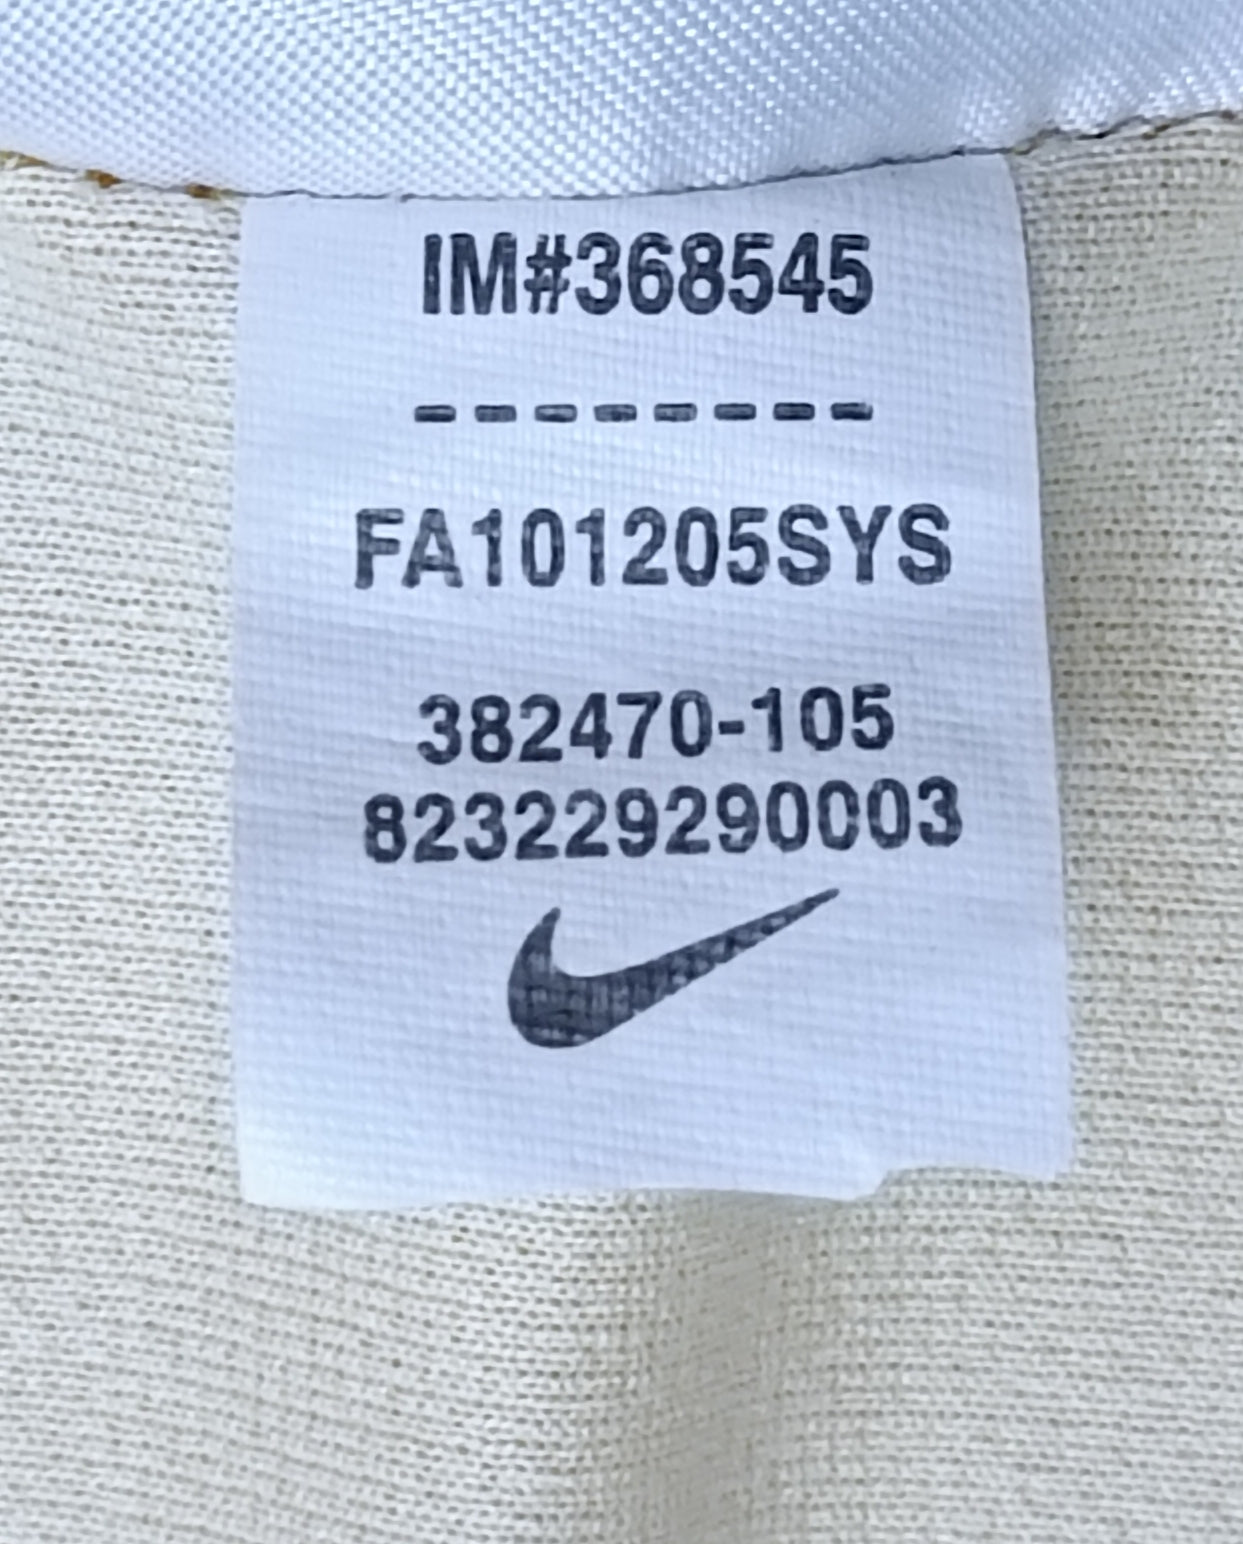 IM#368545
--------
FA101205SYS
382470-105
823229290003